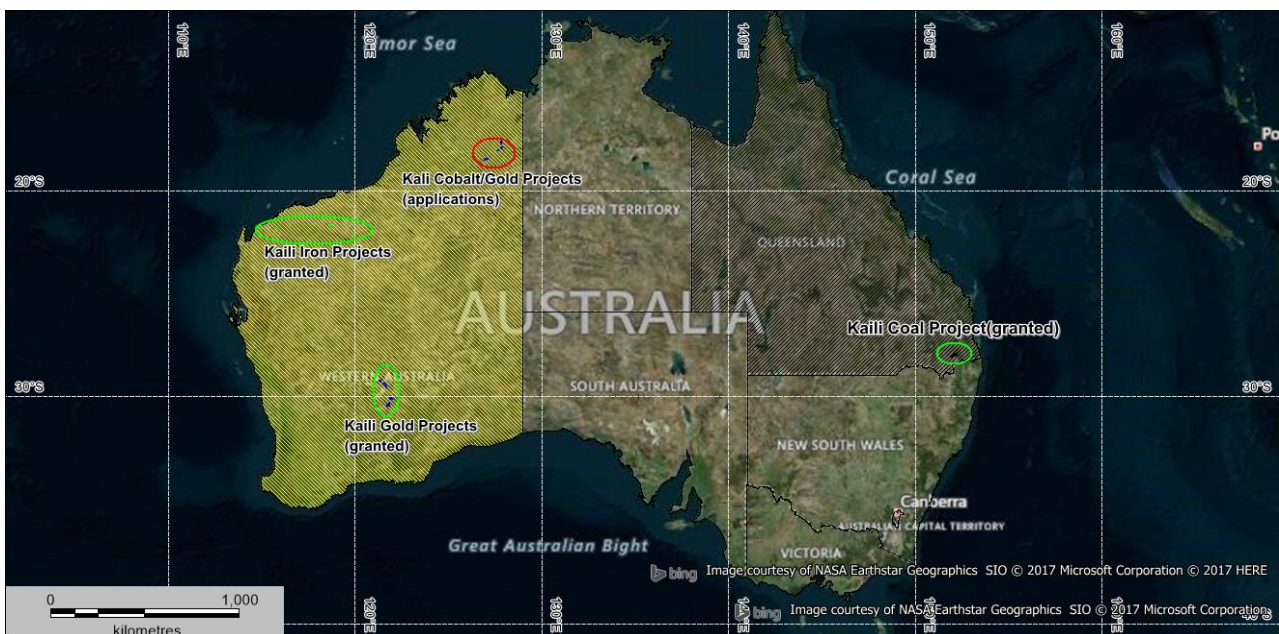 110°E
120°E
130°E
140°E
150°E
160°E
imor Sea
Po
Kali Cobalt/Gold Projects
(applications)
Coral Sea
20°S
20°S
NORTHERN TERRITORY
QUEENSLAND
Kaili Iron Projects
(granted)
AUSTRALIA
Kaili Coal Project(granted)
WESTERN AUSTRALIA
SOUTH AUSTRALIA
30°S
30°S
Kaili Gold Projects
(granted)
NEW SOUTH WALES
Canberra
AUSTRALIAN CAPITAL TERRITORY
Great Australian Bight
VICTORIA
bing
Image courtesy of NASA Earthstar Geographics SIO © 2017 Microsoft Corporation © 2017 HERE
0
1,000
kilometres
120°E
130°E
bing
Image courtesy of NASA Earthstar Geographics SIO © 2017 Microsoft Corporation
150°E
160°E